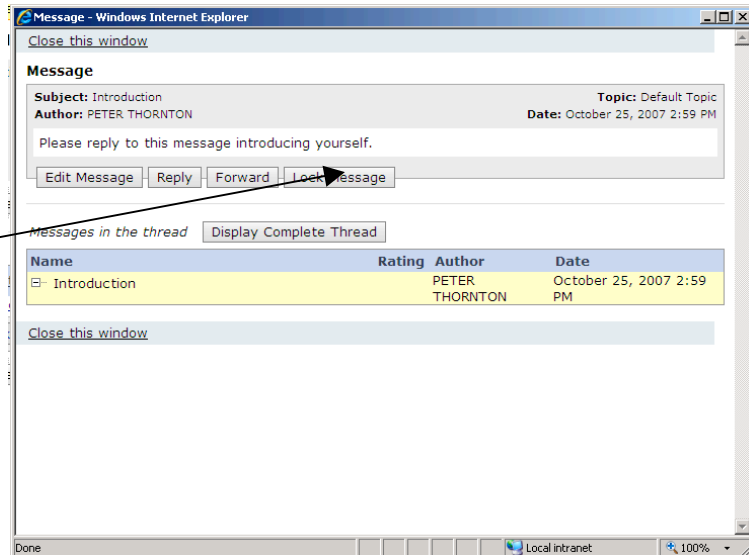 Message - Windows Internet Explorer
Close this window
Message
Subject: Introduction Topic: Default Topic
Author: PETER THORNTON Date: October 25, 2007 2:59 PM
Please reply to this message introducing yourself.
Edit Message Reply Forward Lock Message
Messages in the thread Display Complete Thread
Name Rating Author Date
Introduction PETER October 25, 2007 2:59
THORNTON PM
Close this window
Done Local intranet 100%